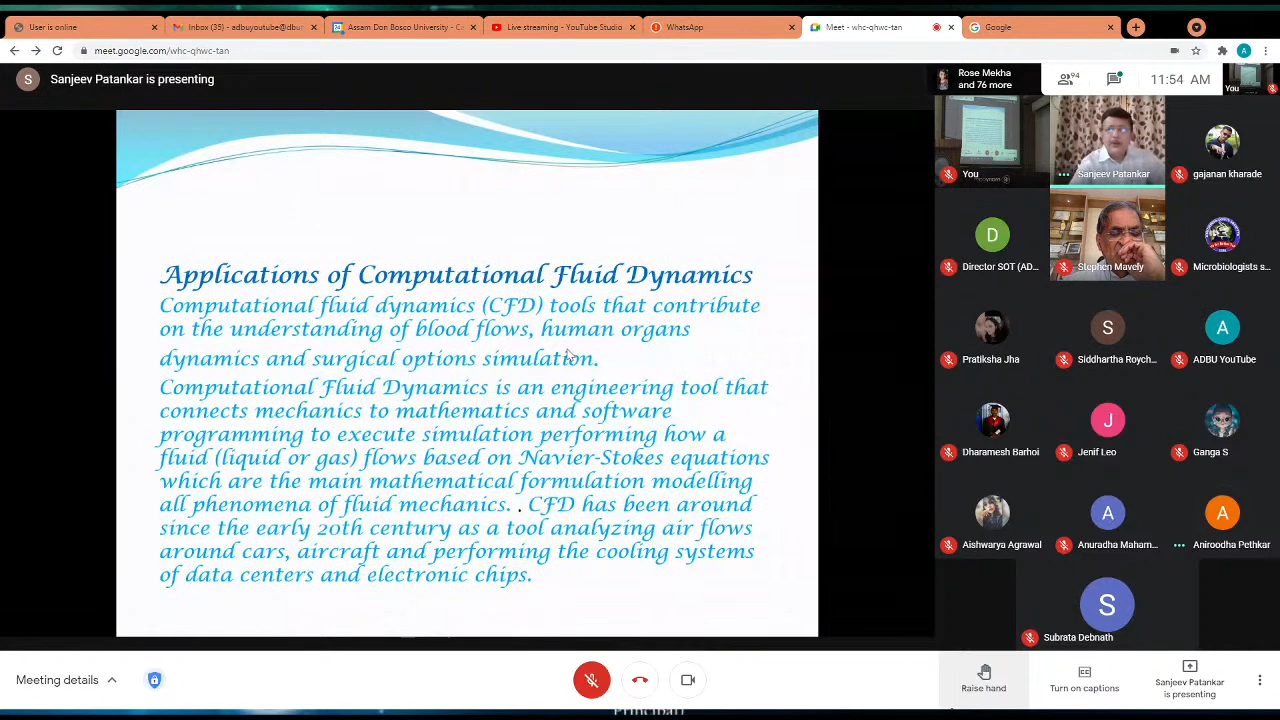 User is online
Inbox (35) - adbuyoutube@dbun
Assam Don Bosco University - Ca
Live streaming - YouTube Studio
WhatsApp
Meet - whc-qhwc-tan
Google
A
meet.google.com/whc-qhwc-tan
S
Sanjeev Patankar is presenting
Rose Mekha
and 76 more
94
11:54 AM
You
Applications of Computational Fluid Dynamics
Computational fluid dynamics (CFD) tools that contribute
on the understanding of blood flows, human organs
dynamics and surgical options simulation.
Computational Fluid Dynamics is an engineering tool that
connects mechanics to mathematics and software
programming to execute simulation performing how a
fluid (liquid or gas) flows based on Navier-Stokes equations
which are the main mathematical formulation modelling
all phenomena of fluid mechanics. . CFD has been around
since the early 20th century as a tool analyzing air flows
around cars, aircraft and performing the cooling systems
of data centers and electronic chips.
You
Sanjeev Patankar
gajanan kharade
D
Director SOT (AD...
Stephen Mavely
Microbiologists s...
Pratiksha Jha
S
Siddhartha Roych...
A
ADBU YouTube
Dharamesh Barhoi
J
Jenif Leo
Ganga S
Aishwarya Agrawal
A
Anuradha Maham...
A
Aniroodha Pethkar
S
Subrata Debnath
Meeting details
Raise hand
CC
Turn on captions
Sanjeev Patankar
is presenting